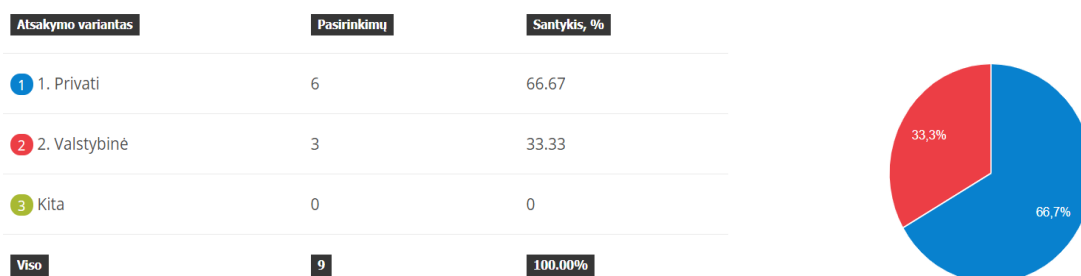 Atsakymo variantas Pasirinkimų Santykis, %
1 1. Privati 6 66.67
2 2. Valstybinė 3 33.33
3 Kita 0 0
Viso 9 100.00%
33,3%
66,7%